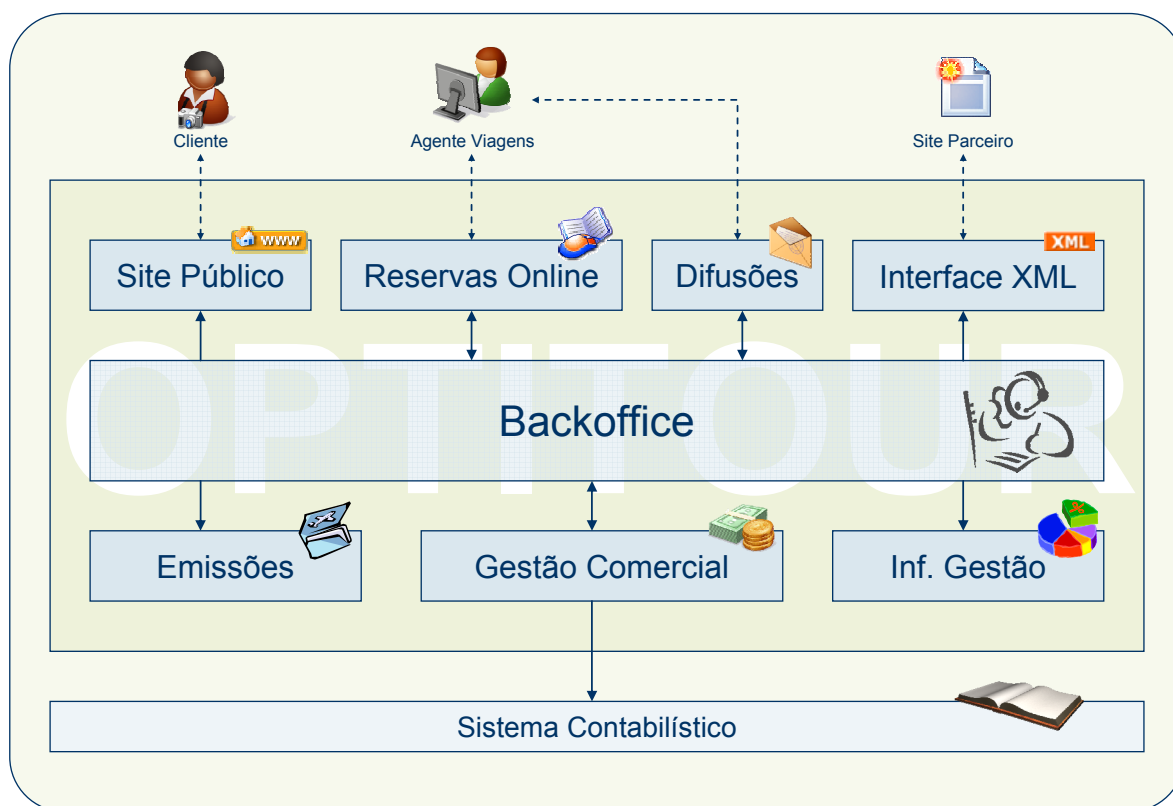 Cliente
Agente Viagens
Site Parceiro
www
XML
Site Público
Reservas Online
Difusões
Interface XML
OPTITOUR
Backoffice
Emissões
Gestão Comercial
Inf. Gestão
Sistema Contabilístico